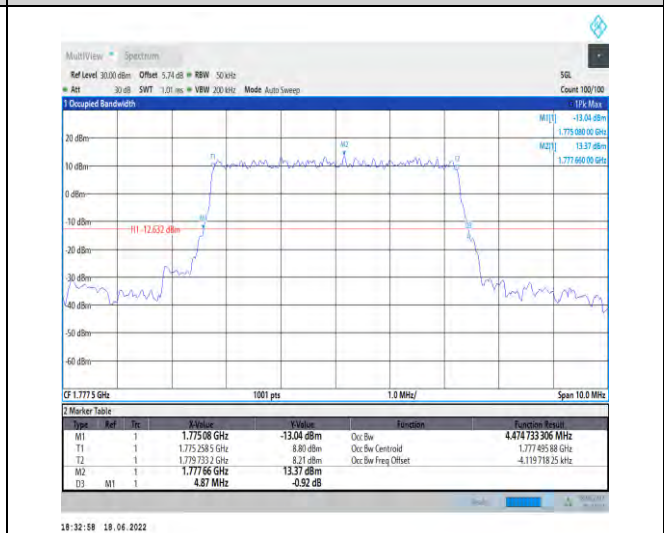 MultiView Spectrum
Ref Level 30.00 dBm Offset 5.74 dB RBW 50 kHz SGL
Att 30 dB SWT 1.01 ms VBW 200 kHz Mode Auto Sweep Count 100/100
1 Occupied Bandwidth 1Pk Max
M1[1] -13.04 dBm
1.775 080 00 GHz
M2[1] 13.37 dBm
1.777 660 00 GHz
20 dBm
M2
T1
10 dBm
0 dBm
-10 dBm
H1 -12.632 dBm
-20 dBm
-30 dBm
-40 dBm
-50 dBm
-60 dBm
CF 1.777 5 GHz 1001 pts 1.0 MHz/ Span 10.0 MHz
2 Marker Table
Type Ref Trc X-Value Y-Value Function Function Result
M1 1 1.775 08 GHz -13.04 dBm Occ Bw 4.474 733 306 MHz
T1 1 1.775 258 5 GHz 8.80 dBm Occ Bw Centroid 1.777 495 88 GHz
T2 1 1.779 733 2 GHz 8.21 dBm Occ Bw Freq Offset -4.119 718 25 kHz
M2 1 1.777 66 GHz 13.37 dBm
D3 M1 1 4.87 MHz -0.92 dB
18:32:58 18.06.2022